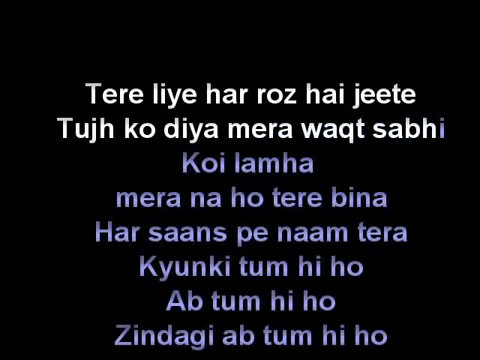 Tere liye har roz hai jeete
Tujh ko diya mera waqt sabhi
Koi lamha
mera na ho tere bina
Har saans pe naam tera
Kyunki tum hi ho
Ab tum hi ho
Zindagi ab tum hi ho